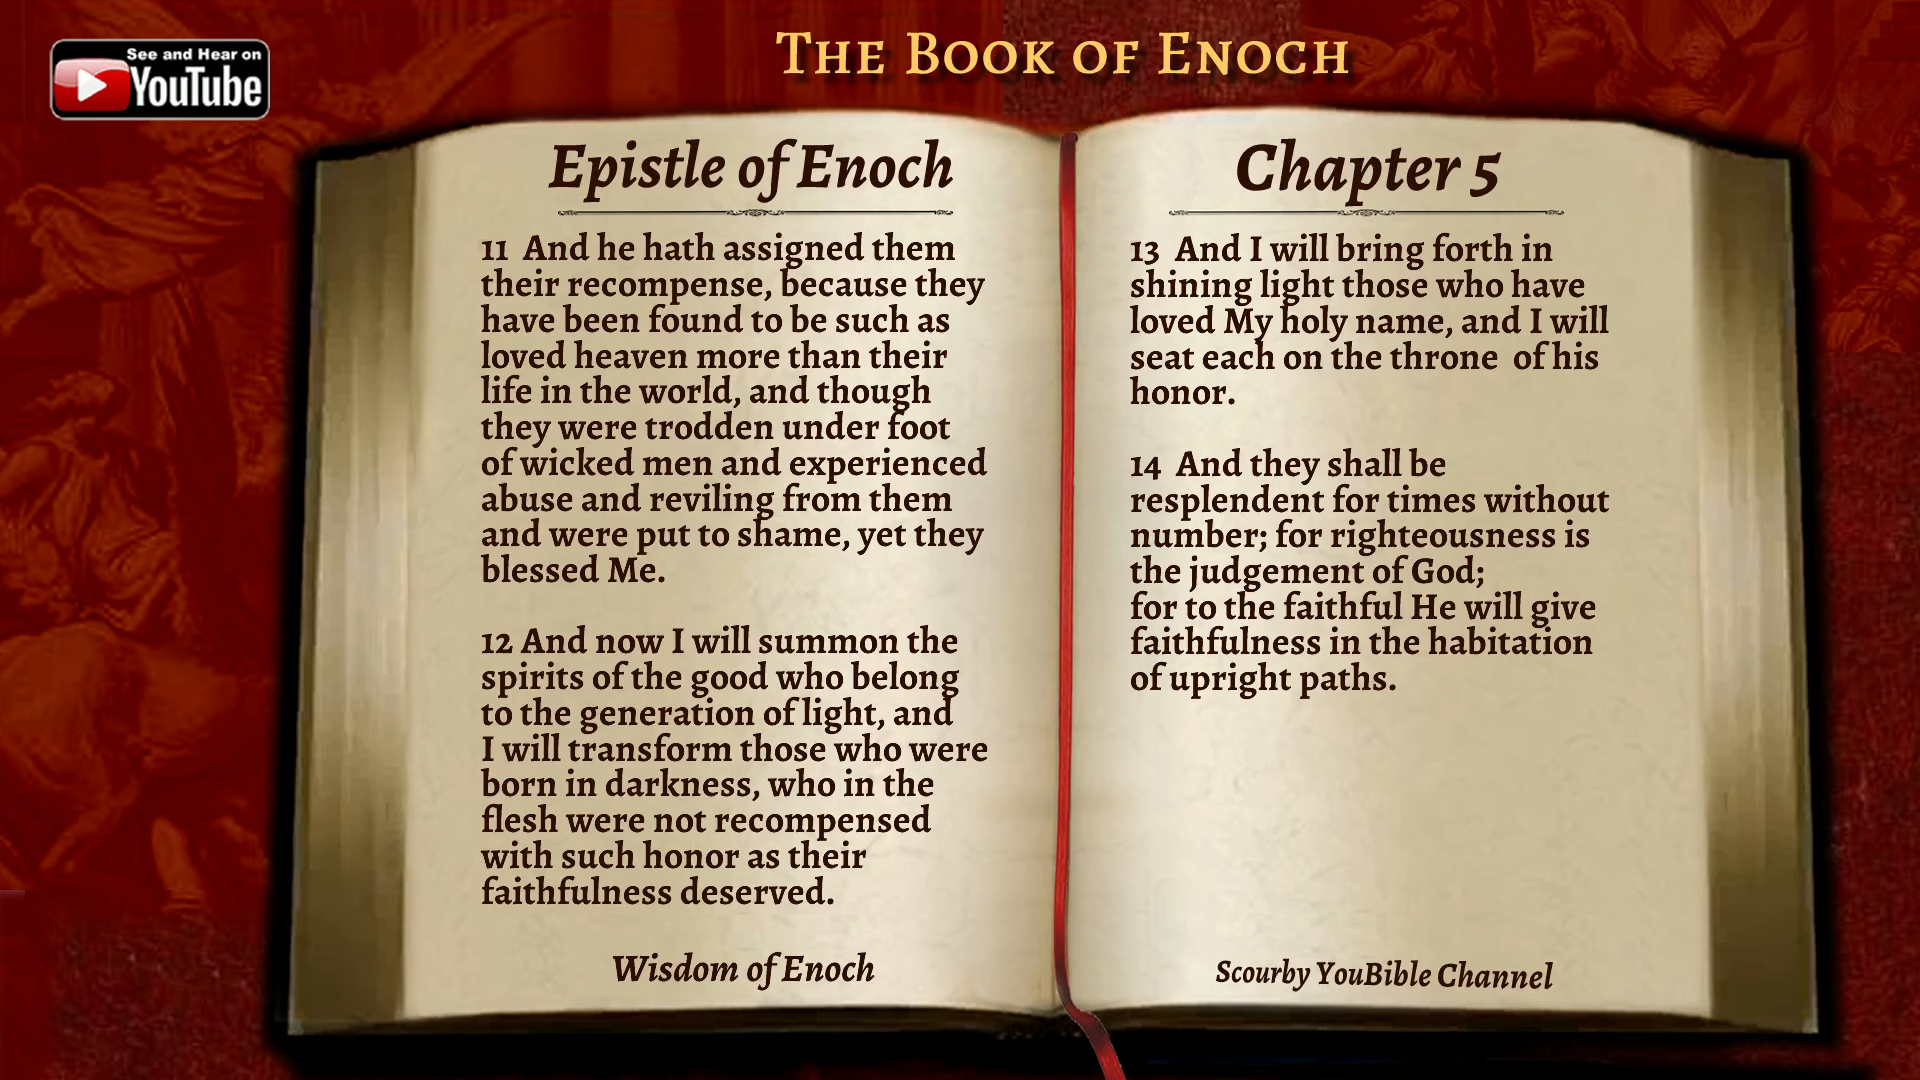 See and Hear on
YouTube
The Book of Enoch
Epistle of Enoch
11 And he hath assigned them
their recompense, because they
have been found to be such as
loved heaven more than their
life in the world, and though
they were trodden under foot
of wicked men and experienced
abuse and reviling from them
and were put to shame, yet they
blessed Me.
12 And now I will summon the
spirits of the good who belong
to the generation of light, and
I will transform those who were
born in darkness, who in the
flesh were not recompensed
with such honor as their
faithfulness deserved.
Wisdom of Enoch
Chapter 5
13 And I will bring forth in
shining light those who have
loved My holy name, and I will
seat each on the throne of his
honor.
14 And they shall be
resplendent for times without
number; for righteousness is
the judgement of God;
for to the faithful He will give
faithfulness in the habitation
of upright paths.
Scourby YouBible Channel